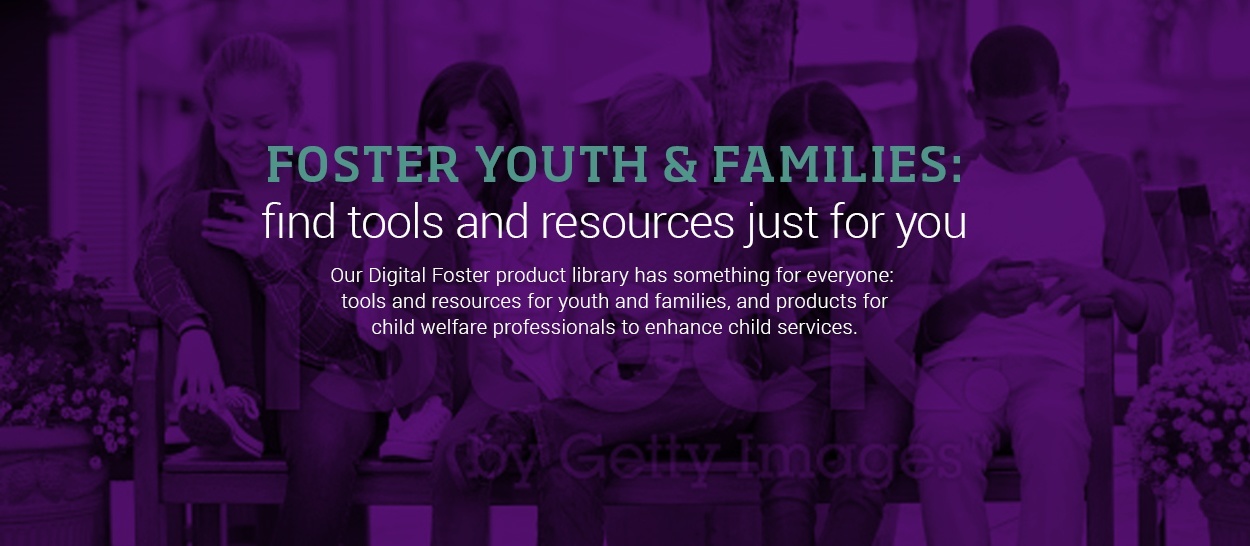 FOSTER YOUTH & FAMILIES:
find tools and resources just for you
Our Digital Foster product library has something for everyone:
tools and resources for youth and families, and products for
child welfare professionals to enhance child services.
iStock
by Getty Images™